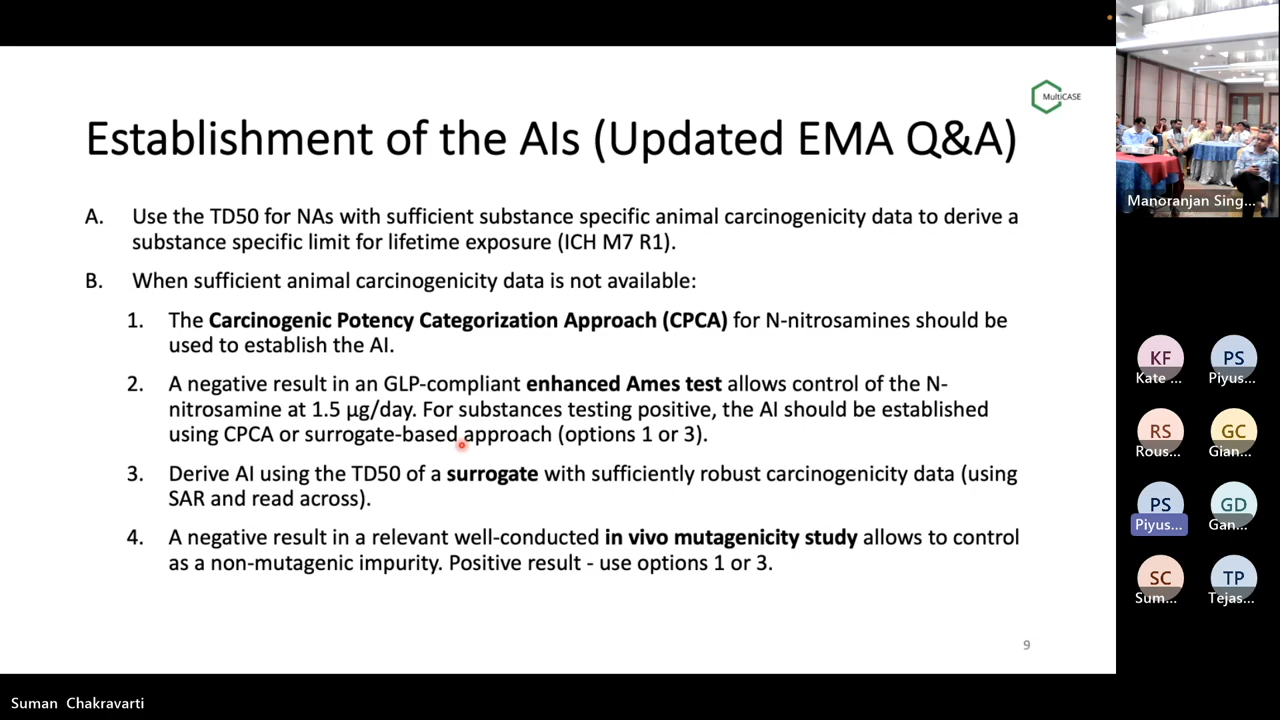 MultiCASE
Establishment of the AIs (Updated EMA Q&A)
A. Use the TD50 for NAs with sufficient substance specific animal carcinogenicity data to derive a
substance specific limit for lifetime exposure (ICH M7 R1).
B. When sufficient animal carcinogenicity data is not available:
1. The Carcinogenic Potency Categorization Approach (CPCA) for N-nitrosamines should be
used to establish the AI.
2. A negative result in an GLP-compliant enhanced Ames test allows control of the N-
nitrosamine at 1.5 µg/day. For substances testing positive, the AI should be established
using CPCA or surrogate-based approach (options 1 or 3).
3. Derive AI using the TD50 of a surrogate with sufficiently robust carcinogenicity data (using
SAR and read across).
4. A negative result in a relevant well-conducted in vivo mutagenicity study allows to control
as a non-mutagenic impurity. Positive result - use options 1 or 3.
9
Suman Chakravarti
Manoranjan Sing...
KF
Kate ...
PS
Piyus...
RS
Rous...
GC
Gian...
PS
Piyus...
GD
Gan...
SC
Sum...
TP
Tejas...